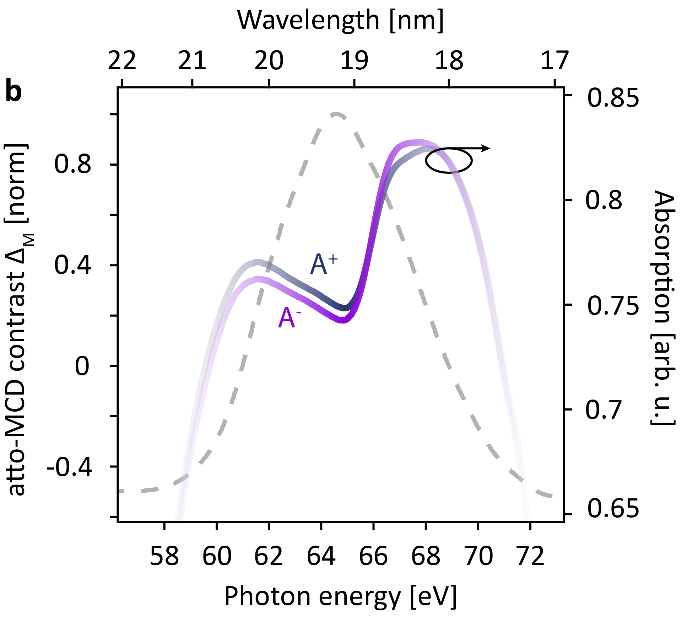 Wavelength [nm]
22 21 20 19 18 17
b
atto-MCD contrast Δ_M [norm]
0.8
0.4
0
-0.4
A⁺
A⁻
0.85
0.8
0.75
0.7
0.65
Absorption [arb. u.]
58 60 62 64 66 68 70 72
Photon energy [eV]